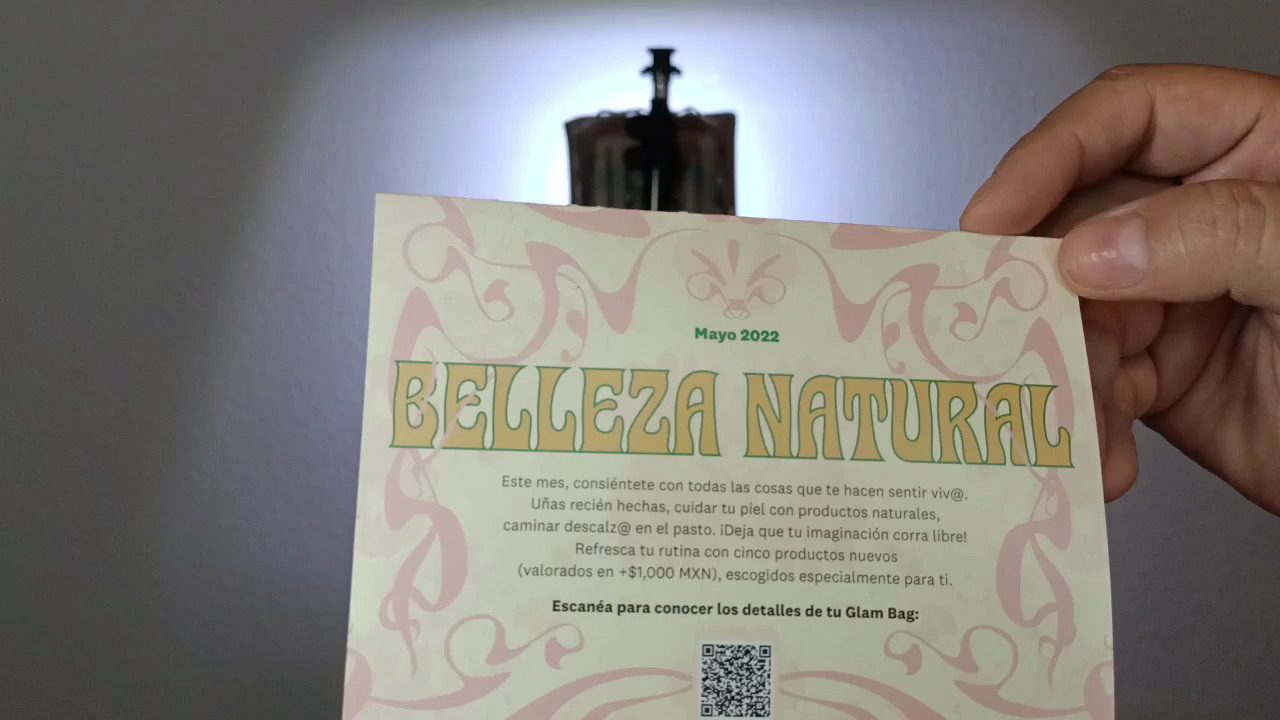 Mayo 2022
BELLEZA NATURAL
Este mes, consiéntete con todas las cosas que te hacen sentir viv@.
Uñas recién hechas, cuidar tu piel con productos naturales,
caminar descalz@ en el pasto. ¡Deja que tu imaginación corra libre!
Refresca tu rutina con cinco productos nuevos
(valorados en +$1,000 MXN), escogidos especialmente para ti.
Escanéa para conocer los detalles de tu Glam Bag: